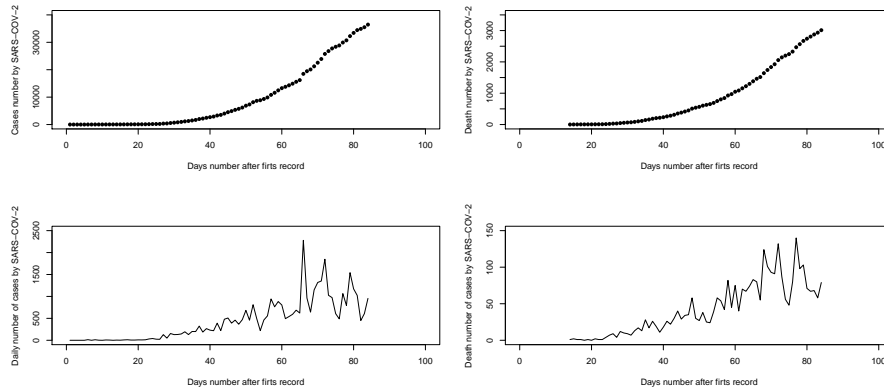 Cases number by SARS−COV−2
0
10000
30000
0 20 40 60 80 100
Days number after firts record
Death number by SARS−COV−2
0
1000
2000
3000
0 20 40 60 80 100
Days number after firts record
Daily number of cases by SARS−COV−2
0
500
1500
2500
0 20 40 60 80 100
Days number after firts record
Death number of cases by SARS−COV−2
0
50
100
150
0 20 40 60 80 100
Days number after firts record